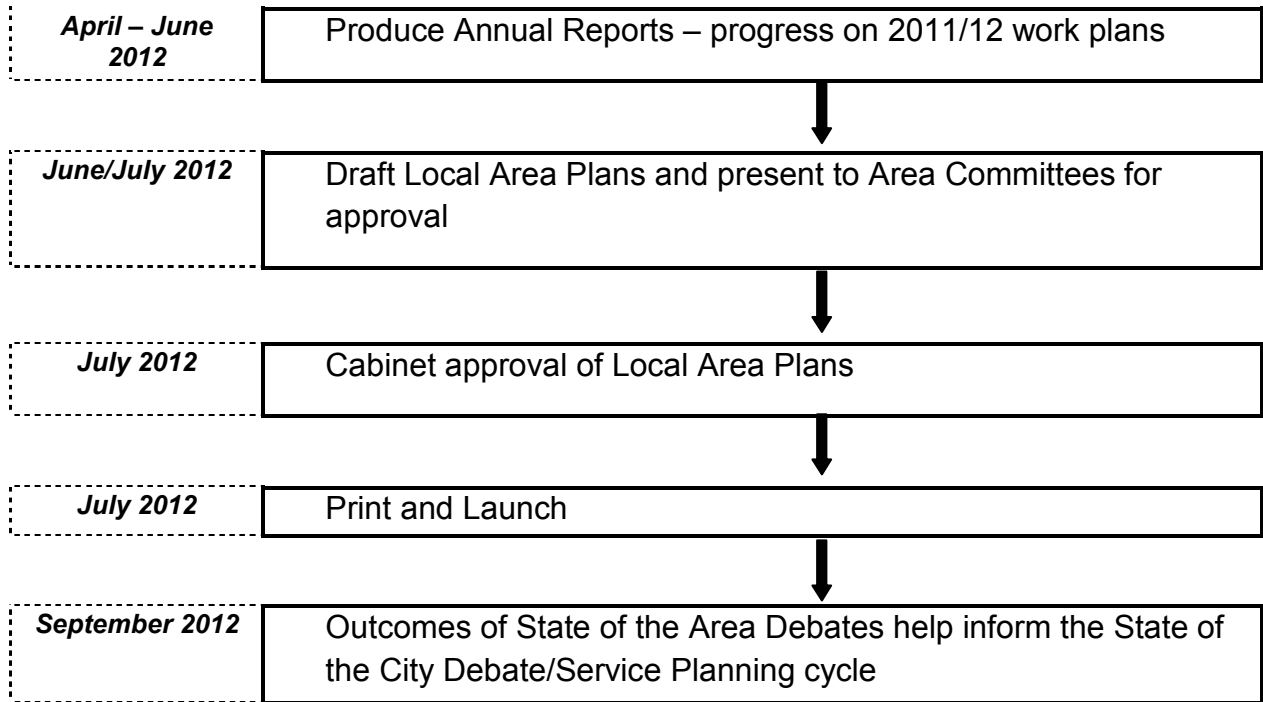 April – June
2012
Produce Annual Reports – progress on 2011/12 work plans
June/July 2012
Draft Local Area Plans and present to Area Committees for
approval
July 2012
Cabinet approval of Local Area Plans
July 2012
Print and Launch
September 2012
Outcomes of State of the Area Debates help inform the State of
the City Debate/Service Planning cycle